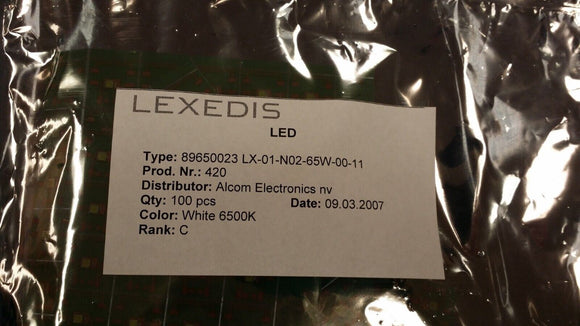 LEXEDIS
LED
Type: 89650023 LX-01-N02-65W-00-11
Prod. Nr.: 420
Distributor: Alcom Electronics nv
Qty: 100 pcs Date: 09.03.2007
Color: White 6500K
Rank: C